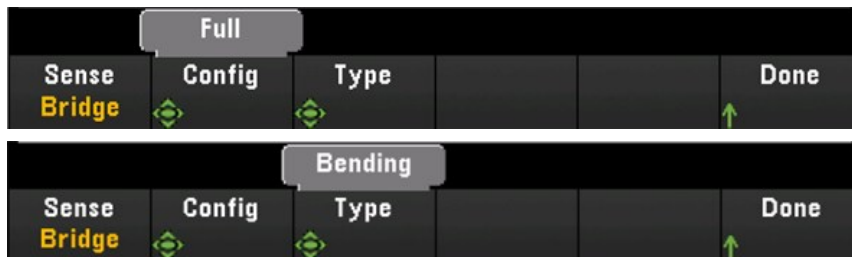 Full
Sense Config Type Done
Bridge
Bending
Sense Config Type Done
Bridge